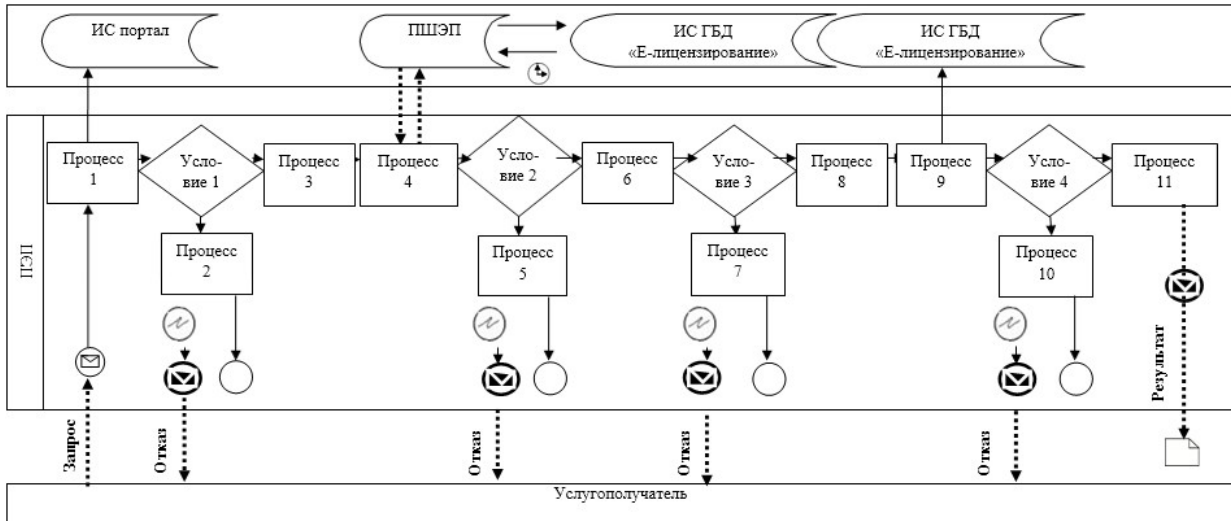 ИС портал
ПШЭП
ИС ГБД
«Е-лицензирование»
ИС ГБД
«Е-лицензирование»
ПЭП
Процесс
1
Усло-
вие 1
Процесс
3
Процесс
4
Усло-
вие 2
Процесс
6
Усло-
вие 3
Процесс
8
Процесс
9
Усло-
вие 4
Процесс
11
Процесс
2
Процесс
5
Процесс
7
Процесс
10
Запрос
Отказ
Отказ
Отказ
Отказ
Результат
Услугополучатель